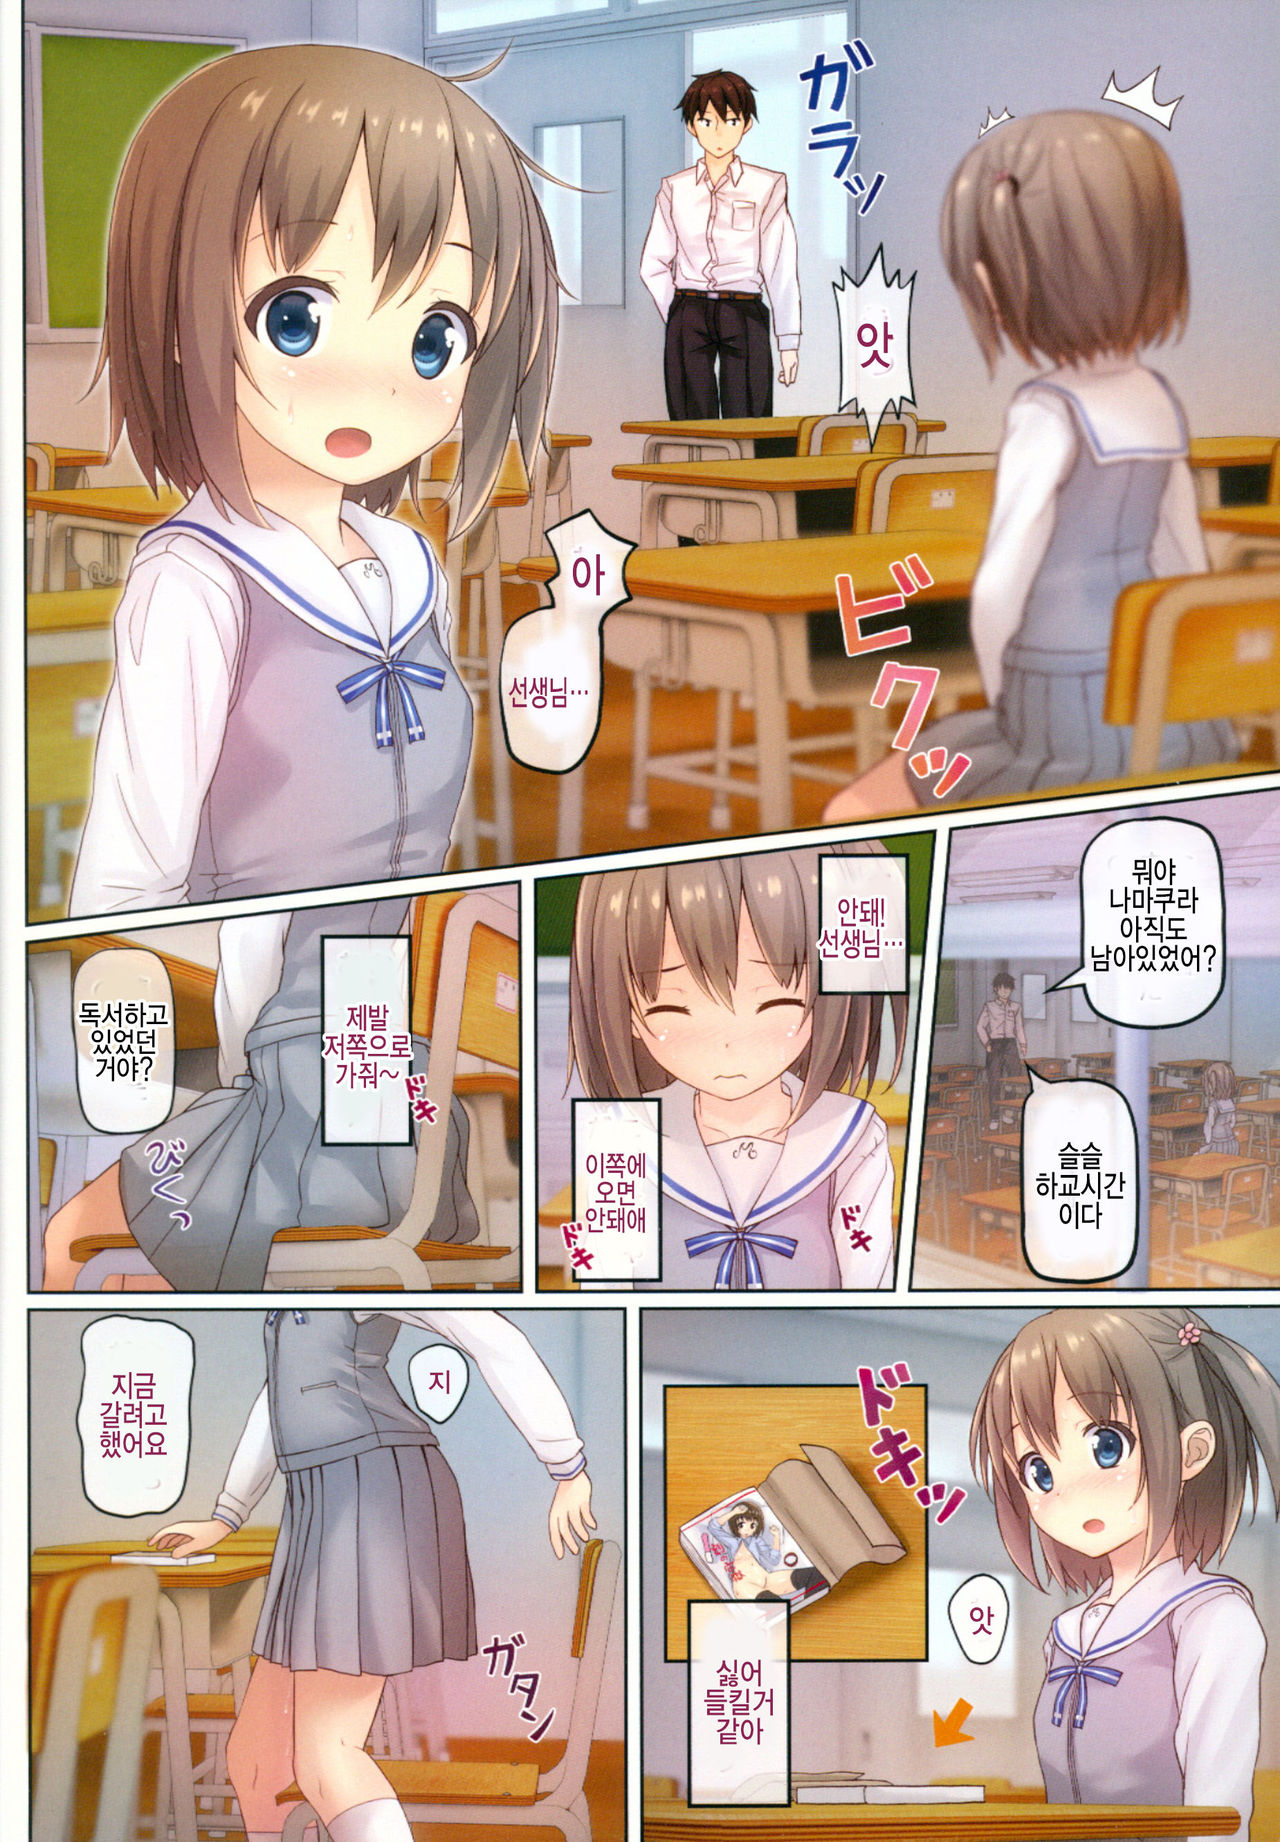 ガラッ
앗
아
선생님…
ビクッ
뭐야
나마쿠라
아직도
남아있었어?
슬슬
하교시간
이다
안돼!
선생님…
이쪽에
오면
안돼애
ドキ
ドキ
제발
저쪽으로
가줘~
ドキ
독서하고
있었던
거야?
びくっ
ドキッ
앗
싫어
들킬거
같아
지
지금
갈려고
했어요
ガタン